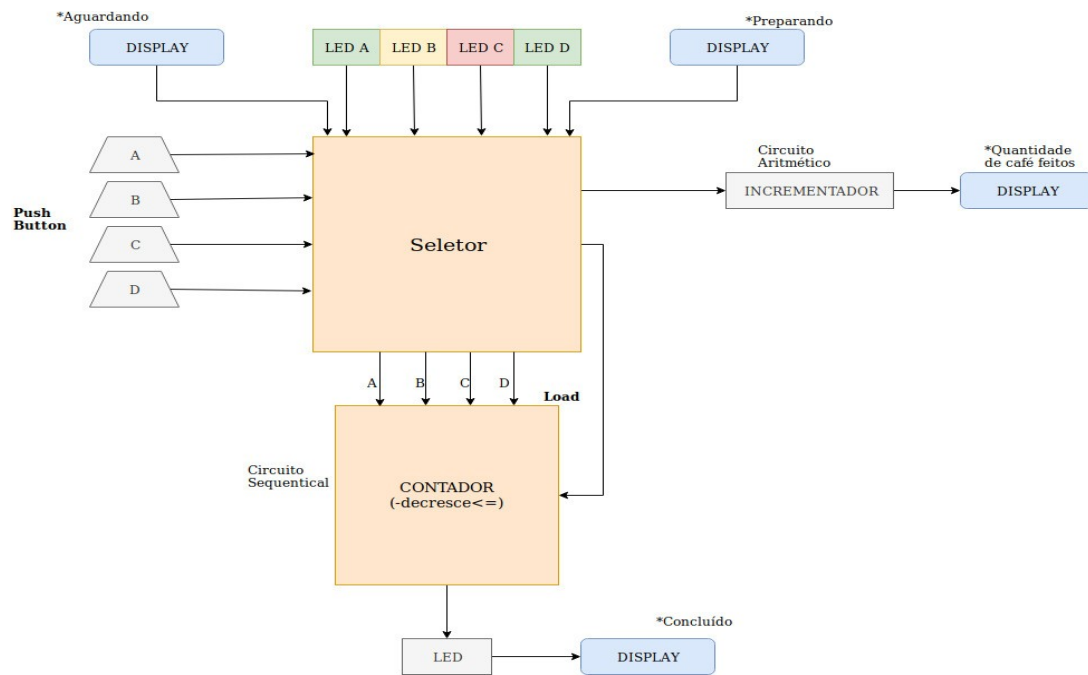 *Aguardando
DISPLAY
LED A
LED B
LED C
LED D
*Preparando
DISPLAY
Push
Button
A
B
C
D
Seletor
Circuito
Aritmético
INCREMENTADOR
*Quantidade
de café feitos
DISPLAY
A
B
C
D
Load
Circuito
Sequentical
CONTADOR
(-decresce<=)
LED
*Concluído
DISPLAY